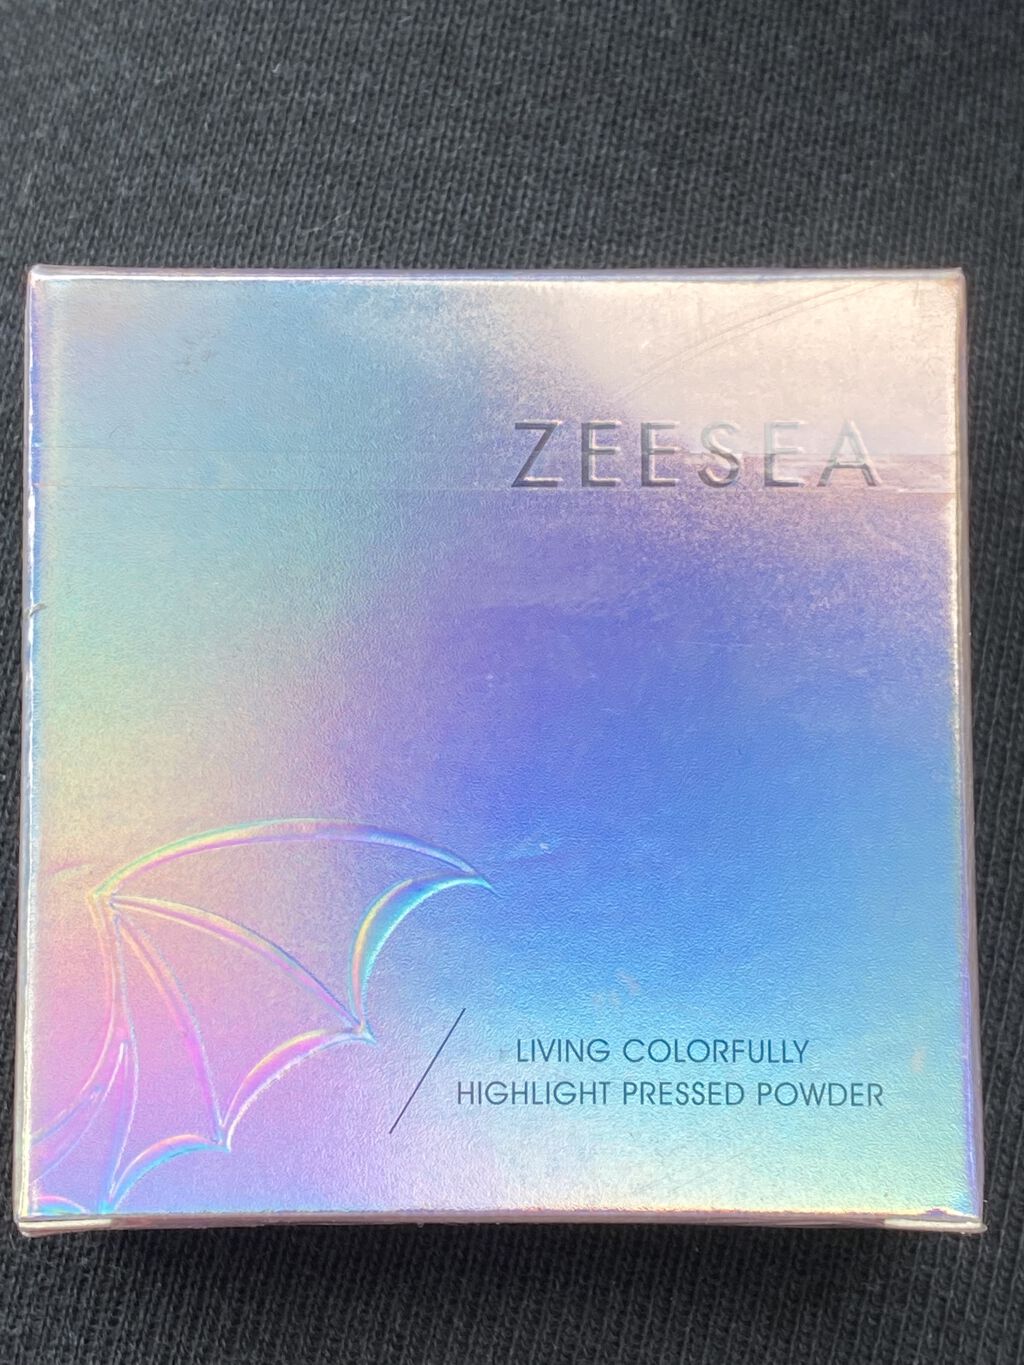 ZEESEA
LIVING COLORFULLY
HIGHLIGHT PRESSED POWDER